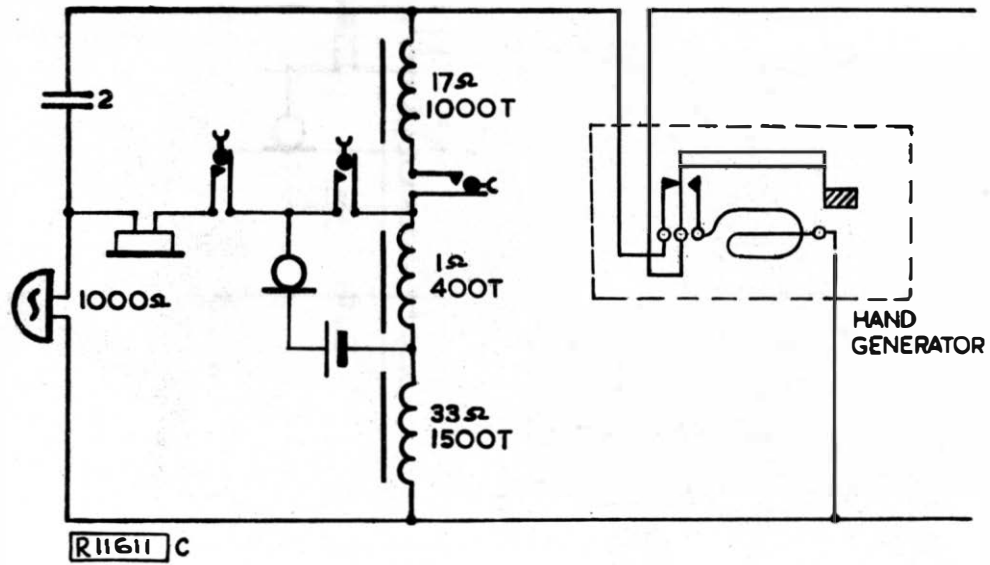 17Ω
1000T
2
1Ω
400T
1000Ω
HAND
GENERATOR
33Ω
1500T
R11611 C